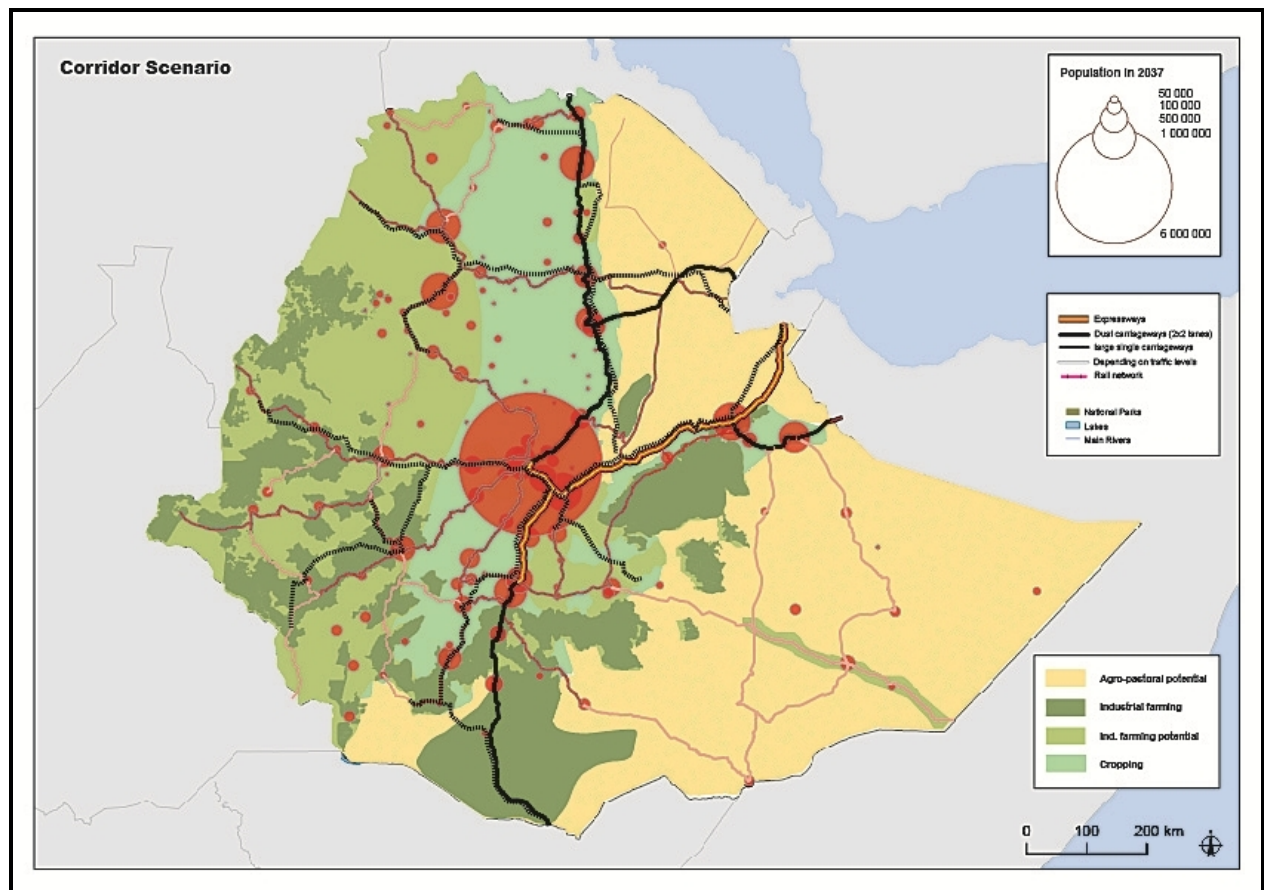 Corridor Scenario
Population in 2037
50 000
100 000
500 000
1 000 000
6 000 000
Expressways
Dual carriageways (2x2 lanes)
large single carriageways
Depending on traffic levels
Rail network
National Parks
Lakes
Main Rivers
Agro-pastoral potential
Industrial farming
Ind. farming potential
Cropping
0 100 200 km